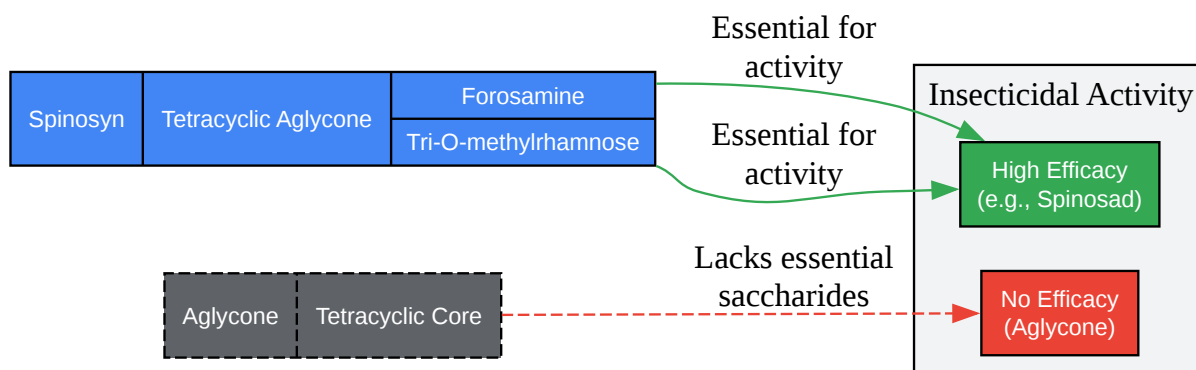 Essential for
activity
Insecticidal Activity
Spinosyn
Tetracyclic Aglycone
Forosamine
Tri-O-methylrhamnose
Essential for
activity
High Efficacy
(e.g., Spinosad)
Lacks essential
saccharides
Aglycone
Tetracyclic Core
No Efficacy
(Aglycone)